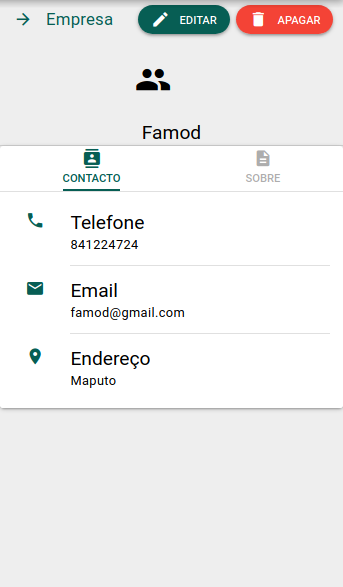 Empresa
EDITAR
APAGAR
Famod
CONTACTO
SOBRE
Telefone
841224724
Email
famod@gmail.com
Endereço
Maputo